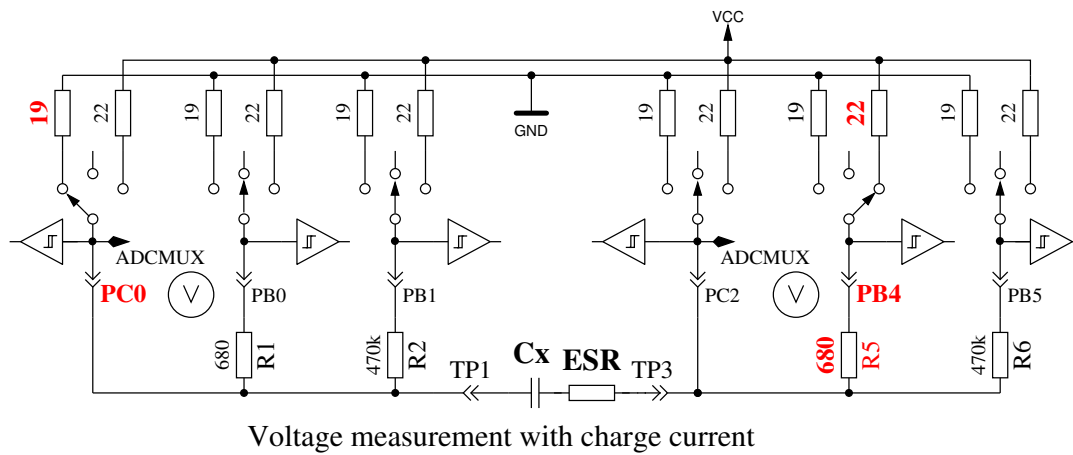 VCC
19 22 19 22 19 22 19 22 19 22 19 22
GND
ADCMUX ADCMUX
PC0 V PB0 PB1 PC2 V PB4 PB5
680 R1 470k R2 680 R5 470k R6
TP1 Cx ESR TP3
Voltage measurement with charge current